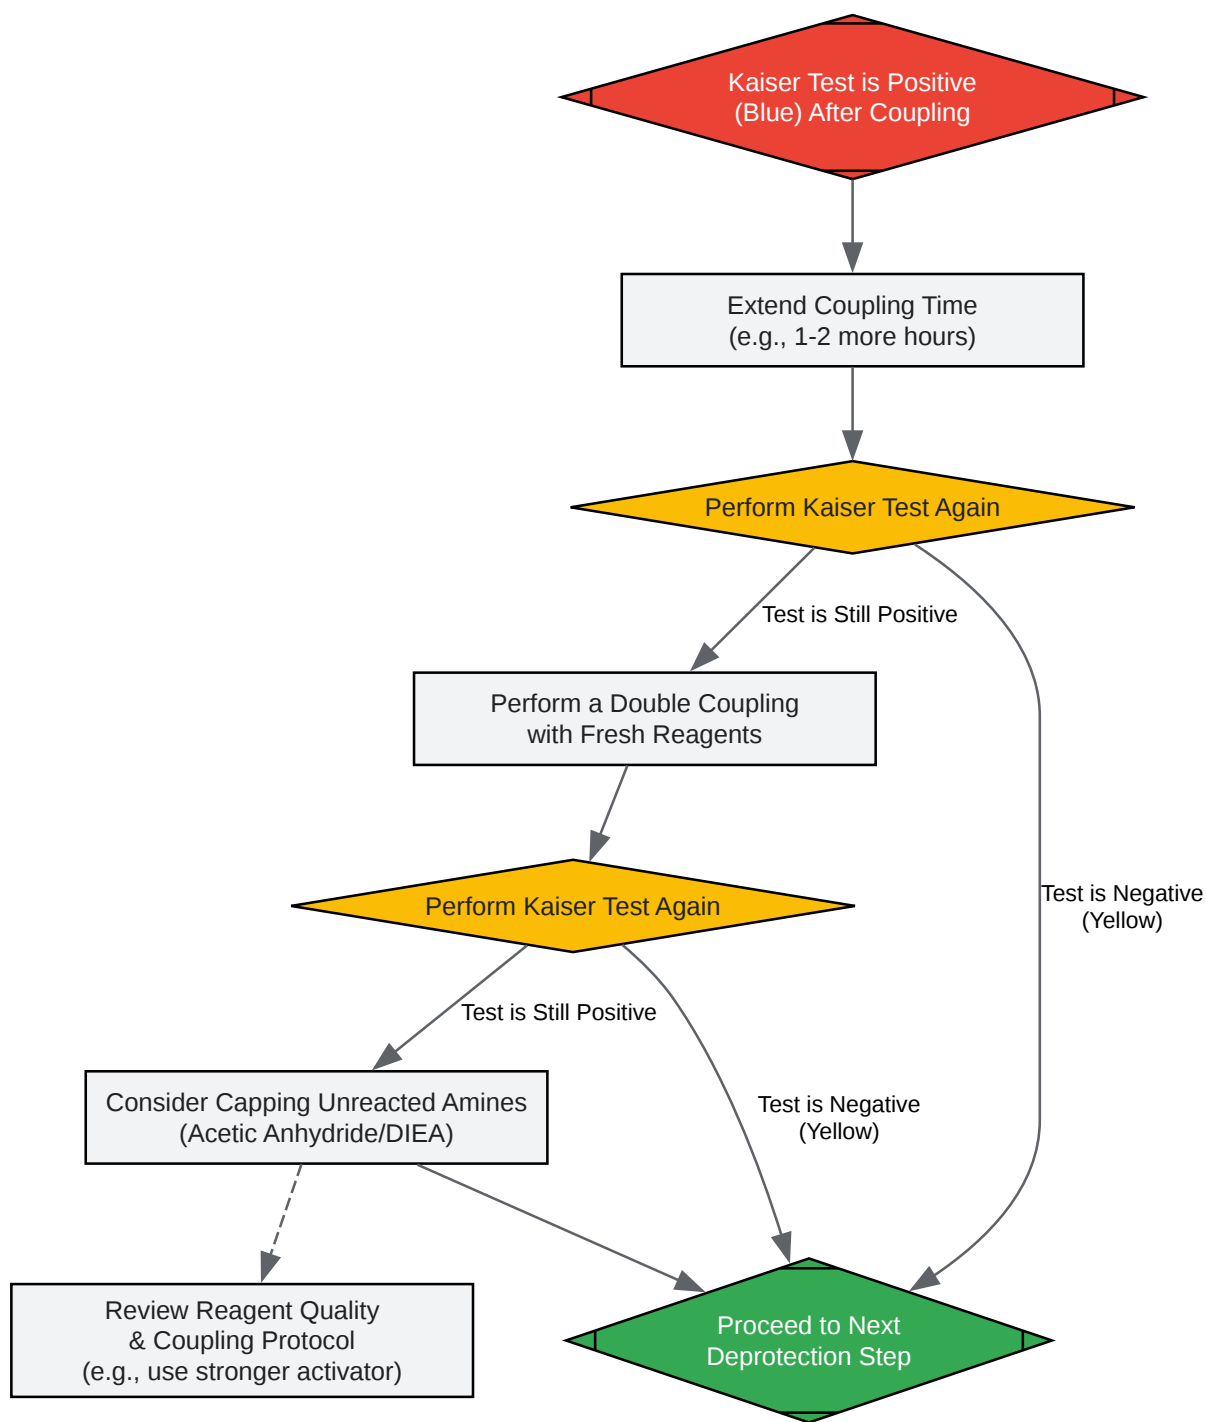 Kaiser Test is Positive
(Blue) After Coupling
Extend Coupling Time
(e.g., 1-2 more hours)
Perform Kaiser Test Again
Test is Still Positive
Perform a Double Coupling
with Fresh Reagents
Test is Negative
(Yellow)
Perform Kaiser Test Again
Test is Still Positive
Consider Capping Unreacted Amines
(Acetic Anhydride/DIEA)
Test is Negative
(Yellow)
Review Reagent Quality
& Coupling Protocol
(e.g., use stronger activator)
Proceed to Next
Deprotection Step